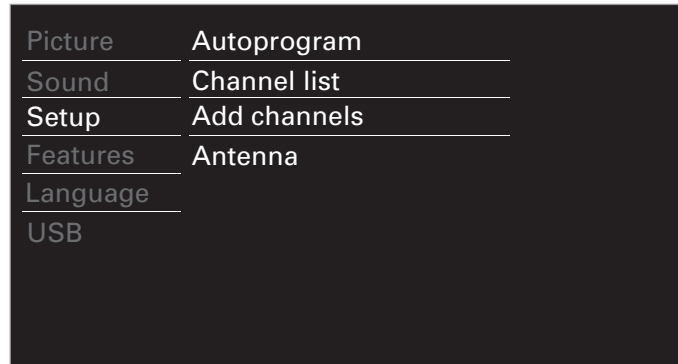 Picture
Sound
Setup
Features
Language
USB
Autoprogram
Channel list
Add channels
Antenna